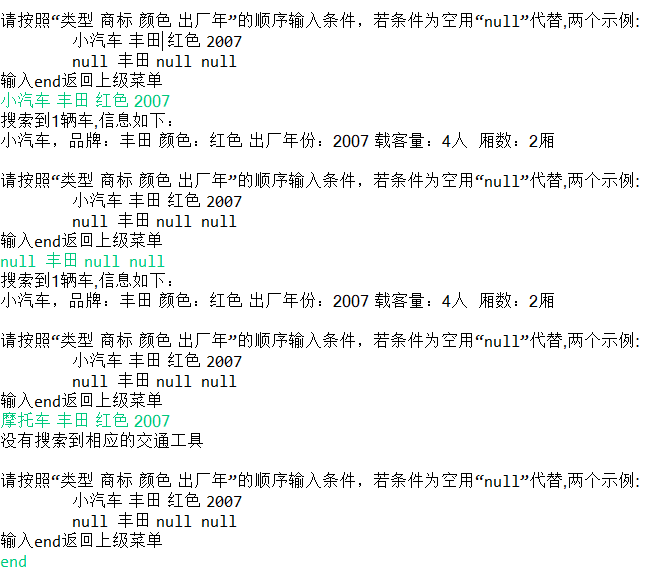 请按照“类型 商标 颜色 出厂年”的顺序输入条件，若条件为空用“null”代替,两个示例:
小汽车 丰田 红色 2007
null 丰田 null null
输入end返回上级菜单
小汽车 丰田 红色 2007
搜索到1辆车,信息如下：
小汽车，品牌：丰田 颜色：红色 出厂年份：2007 载客量：4人  厢数：2厢
请按照“类型 商标 颜色 出厂年”的顺序输入条件，若条件为空用“null”代替,两个示例:
小汽车 丰田 红色 2007
null 丰田 null null
输入end返回上级菜单
null 丰田 null null
搜索到1辆车,信息如下：
小汽车，品牌：丰田 颜色：红色 出厂年份：2007 载客量：4人  厢数：2厢
请按照“类型 商标 颜色 出厂年”的顺序输入条件，若条件为空用“null”代替,两个示例:
小汽车 丰田 红色 2007
null 丰田 null null
输入end返回上级菜单
摩托车 丰田 红色 2007
没有搜索到相应的交通工具
请按照“类型 商标 颜色 出厂年”的顺序输入条件，若条件为空用“null”代替,两个示例:
小汽车 丰田 红色 2007
null 丰田 null null
输入end返回上级菜单
end